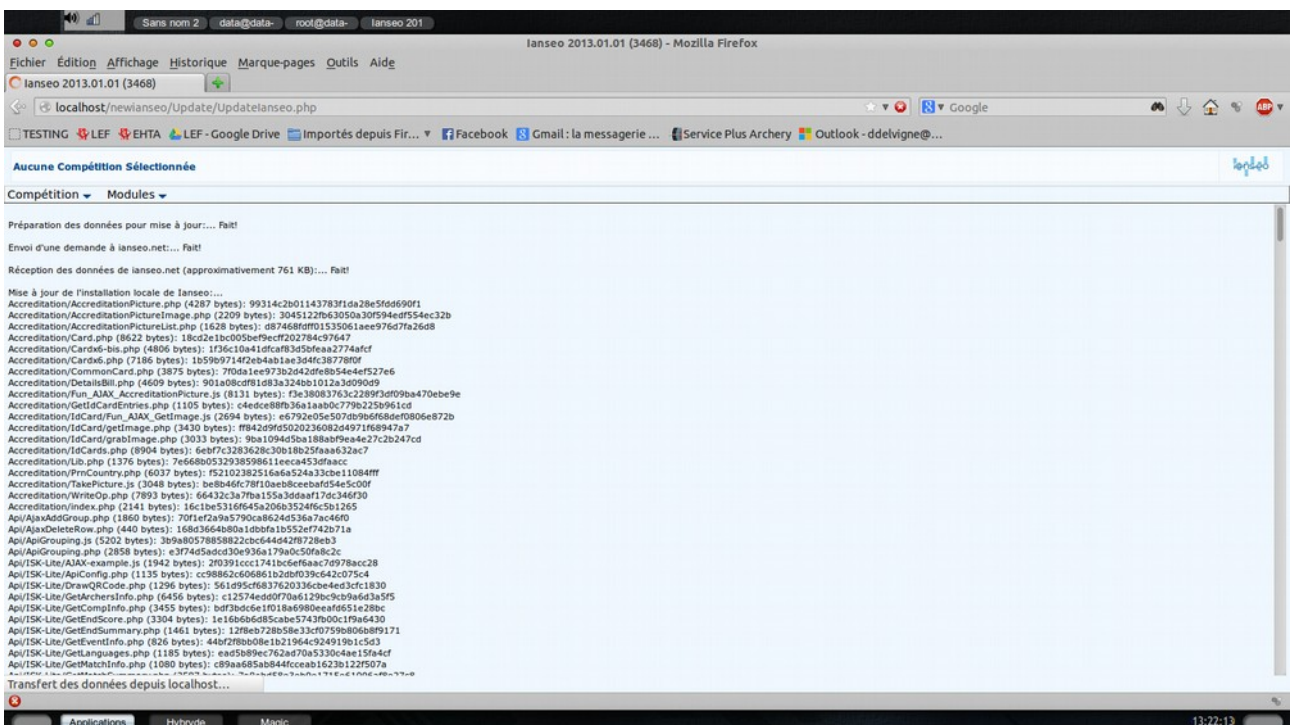 Sans nom 2 data@data- root@data- Ianseo 201
Ianseo 2013.01.01 (3468) - Mozilla Firefox
Fichier Édition Affichage Historique Marque-pages Outils Aide
Ianseo 2013.01.01 (3468)
localhost/newianseo/Update/UpdateIanseo.php Google ABP
TESTING LEF EHTA LEF - Google Drive Importés depuis Fir... Facebook Gmail : la messagerie ... Service Plus Archery Outlook - ddelvigne@...
Aucune Compétition Sélectionnée
Compétition Modules
Préparation des données pour mise à jour:... Fait!
Envoi d'une demande à ianseo.net:... Fait!
Réception des données de ianseo.net (approximativement 761 KB):... Fait!
Mise à jour de l'installation locale de Ianseo:...
Accreditation/AccreditationPicture.php (4287 bytes): 99314c2b01143783f1da28e5fdd690f1
Accreditation/AccreditationPictureImage.php (2209 bytes): 3045122fb63050a30f594edf554ec32b
Accreditation/AccreditationPictureList.php (1628 bytes): d87468fdff01535061aee976d7fa26d8
Accreditation/Card.php (8622 bytes): 18cd2e1bc005bef9ecff202784c97647
Accreditation/Cardx6-bis.php (4806 bytes): 1f36c10a41dfcaf83d5bfeaa2774afcf
Accreditation/Cardx6.php (7186 bytes): 1b59b9714f2eb4ab1ae3d4fc38778f0f
Accreditation/CommonCard.php (3875 bytes): 7f0da1ee973b2d42dfe8b54e4ef527e6
Accreditation/DetailsBill.php (4609 bytes): 901a08cdf81d83a324bb1012a3d090d9
Accreditation/Fun_AJAX_AccreditationPicture.js (8131 bytes): f3e38083763c2289f3df09ba470ebe9e
Accreditation/GetIdCardEntries.php (1105 bytes): c4edce88fb36a1aab0c779b225b961cd
Accreditation/IdCard/Fun_AJAX_GetImage.js (2694 bytes): e6792e05e507db9b6f68def0806e872b
Accreditation/IdCard/getImage.php (3430 bytes): ff842d9fd5020236082d4971f68947a7
Accreditation/IdCard/grabImage.php (3033 bytes): 9ba1094d5ba188abf9ea4e27c2b247cd
Accreditation/IdCards.php (8904 bytes): 6ebf7c3283628c30b18b25faaa632ac7
Accreditation/Lib.php (1376 bytes): 7e668b0532938598611eeca453dfaacc
Accreditation/PrnCountry.php (6037 bytes): f52102382516a6a524a33cbe11084fff
Accreditation/TakePicture.js (3048 bytes): be8b46fc78f10aeb8ceebafd54e5c00f
Accreditation/WriteOp.php (7893 bytes): 66432c3a7fba155a3ddaaf17dc346f30
Accreditation/index.php (2141 bytes): 16c1be5316f645a206b3524f6c5b1265
Api/AjaxAddGroup.php (1860 bytes): 70f1ef2a9a5790ca8624d536a7ac46f0
Api/AjaxDeleteRow.php (440 bytes): 168d3664b80a1dbbfa1b552ef742b71a
Api/ApiGrouping.js (5202 bytes): 3b9a80578858822cbc644d42f8728eb3
Api/ApiGrouping.php (2858 bytes): e3f74d5adcd30e936a179a0c50fa8c2c
Api/ISK-Lite/AJAX-example.js (1942 bytes): 2f0391ccc1741bc6ef6aac7d978acc28
Api/ISK-Lite/ApiConfig.php (1135 bytes): cc98862c606861b2dbf039c642c075c4
Api/ISK-Lite/DrawQRCode.php (1296 bytes): 561d95cf6837620336cbe4ed3cfc1830
Api/ISK-Lite/GetArchersInfo.php (6456 bytes): c12574edd0f70a6129bc9cb9a6d3a5f5
Api/ISK-Lite/GetCompInfo.php (3455 bytes): bdf3bdc6e1f018a6980eeafd651e28bc
Api/ISK-Lite/GetEndScore.php (3304 bytes): 1e16b6b6d85cabe5743fb00c1f9a6430
Api/ISK-Lite/GetEndSummary.php (1461 bytes): 12f8eb728b58e33cf0759b806b8f9171
Api/ISK-Lite/GetEventInfo.php (826 bytes): 44bf2f8bb08e1b21964c924919b1c5d3
Api/ISK-Lite/GetLanguages.php (1185 bytes): ead5b89ec762ad70a5330c4ae15fa4cf
Api/ISK-Lite/GetMatchInfo.php (1080 bytes): c89aa685ab844fcceab1623b122f507a
Transfert des données depuis localhost...
Applications Hybryde Magic 13:22:13